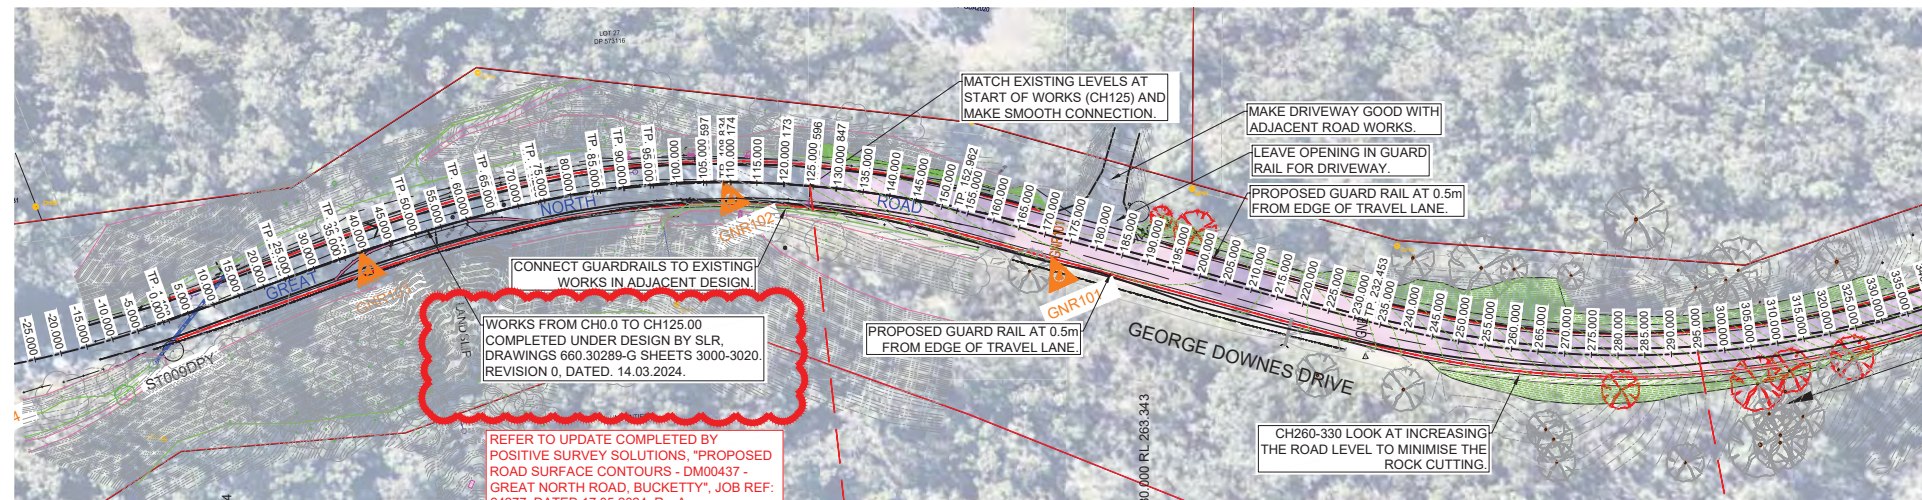 LOT 27
DP 573116
MATCH EXISTING LEVELS AT
START OF WORKS (CH125) AND
MAKE SMOOTH CONNECTION.
MAKE DRIVEWAY GOOD WITH
ADJACENT ROAD WORKS.
LEAVE OPENING IN GUARD
RAIL FOR DRIVEWAY.
PROPOSED GUARD RAIL AT 0.5m
FROM EDGE OF TRAVEL LANE.
-25.000
-20.000
-15.000
-10.000
-5.000
TP. 0.000
5.000
10.000
15.000
20.000
TP. 25.000
30.000
TP. 35.000
40.000
45.000
TP. 50.000
55.000
TP. 60.000
TP. 65.000
70.000
TP. 75.000
80.000
TP. 85.000
TP. 90.000
TP. 95.000
100.000
105.000
110.000
115.000
120.000
125.000
130.000
135.000
140.000
145.000
150.000
TP 152.962
155.000
160.000
165.000
170.000
175.000
180.000
185.000
190.000
195.000
200.000
205.000
210.000
215.000
220.000
225.000
230.000
TP. 232.453
235.000
240.000
245.000
250.000
255.000
260.000
265.000
270.000
275.000
280.000
285.000
290.000
295.000
300.000
305.000
310.000
315.000
320.000
325.000
330.000
335.000
GREAT
NORTH
ROAD
GNR102
GNR101
ST009DPY
CONNECT GUARDRAILS TO EXISTING
WORKS IN ADJACENT DESIGN.
LAND SLIP
WORKS FROM CH0.0 TO CH125.00
COMPLETED UNDER DESIGN BY SLR,
DRAWINGS 660.30289-G SHEETS 3000-3020.
REVISION 0, DATED. 14.03.2024.
PROPOSED GUARD RAIL AT 0.5m
FROM EDGE OF TRAVEL LANE.
GEORGE DOWNES DRIVE
CH260-330 LOOK AT INCREASING
THE ROAD LEVEL TO MINIMISE THE
ROCK CUTTING.
REFER TO UPDATE COMPLETED BY
POSITIVE SURVEY SOLUTIONS, "PROPOSED
ROAD SURFACE CONTOURS - DM00437 -
GREAT NORTH ROAD, BUCKETTY", JOB REF:
RL 263.343